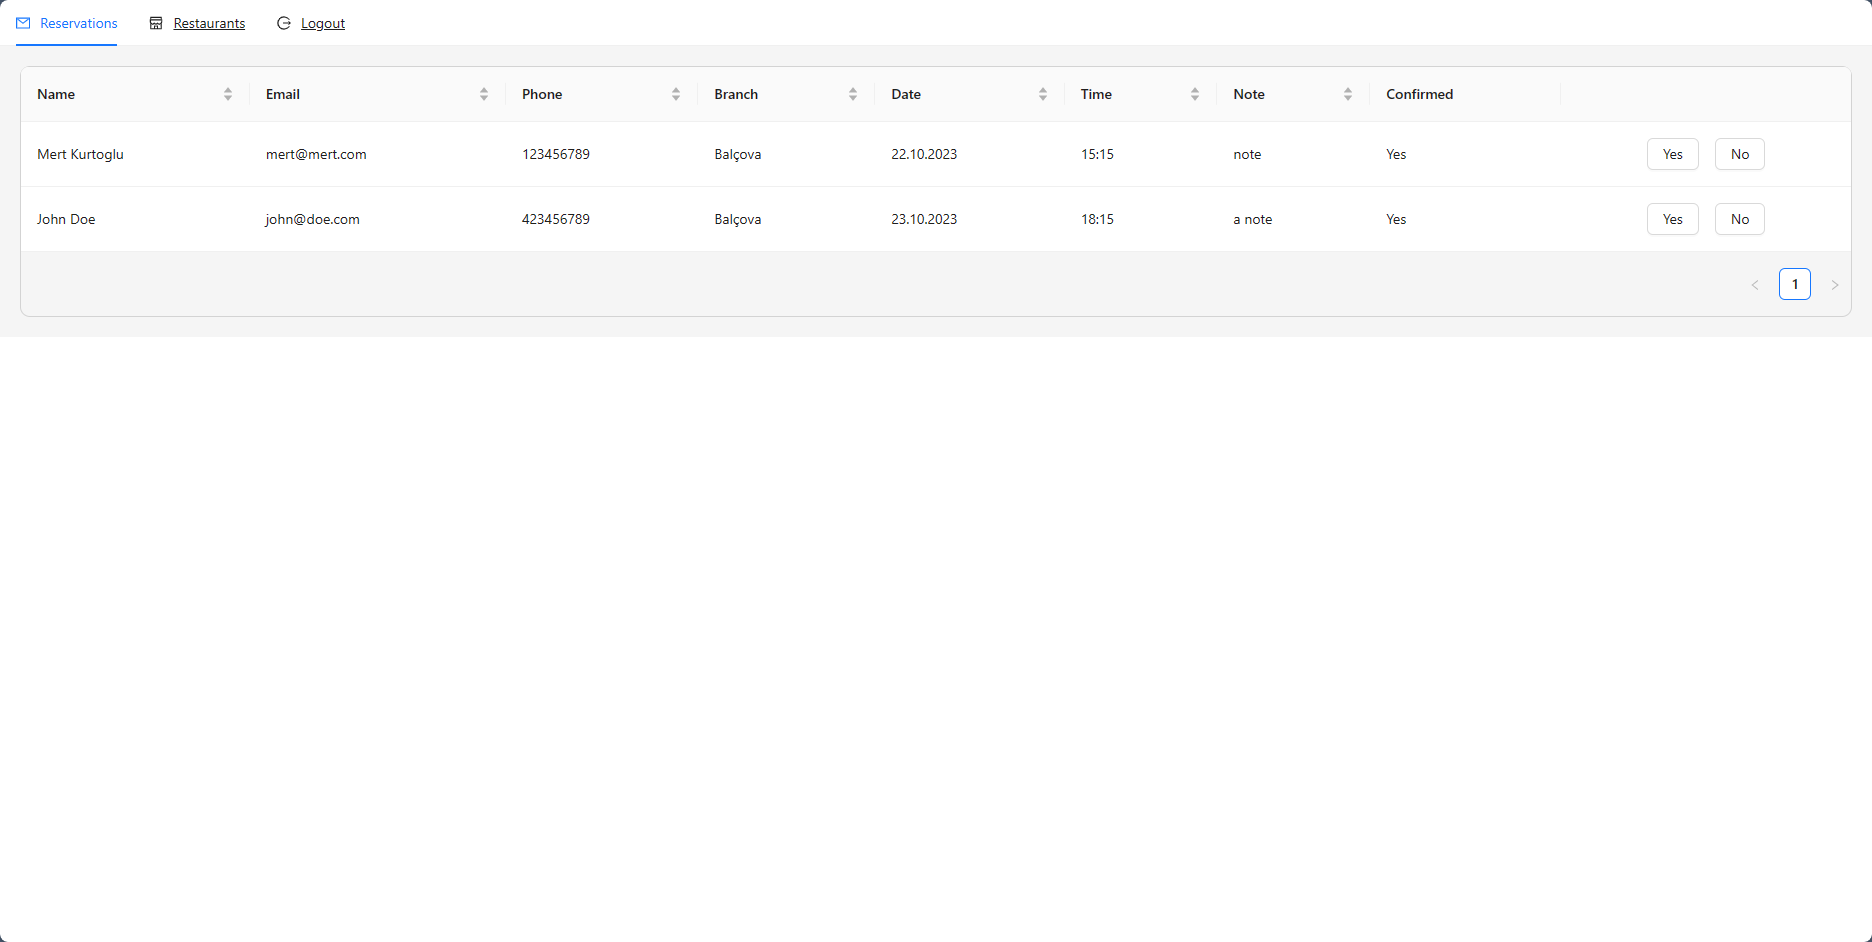 Reservations Restaurants Logout
Name Email Phone Branch Date Time Note Confirmed
Mert Kurtoglu mert@mert.com 123456789 Balçova 22.10.2023 15:15 note Yes Yes No
John Doe john@doe.com 423456789 Balçova 23.10.2023 18:15 a note Yes Yes No
< 1 >